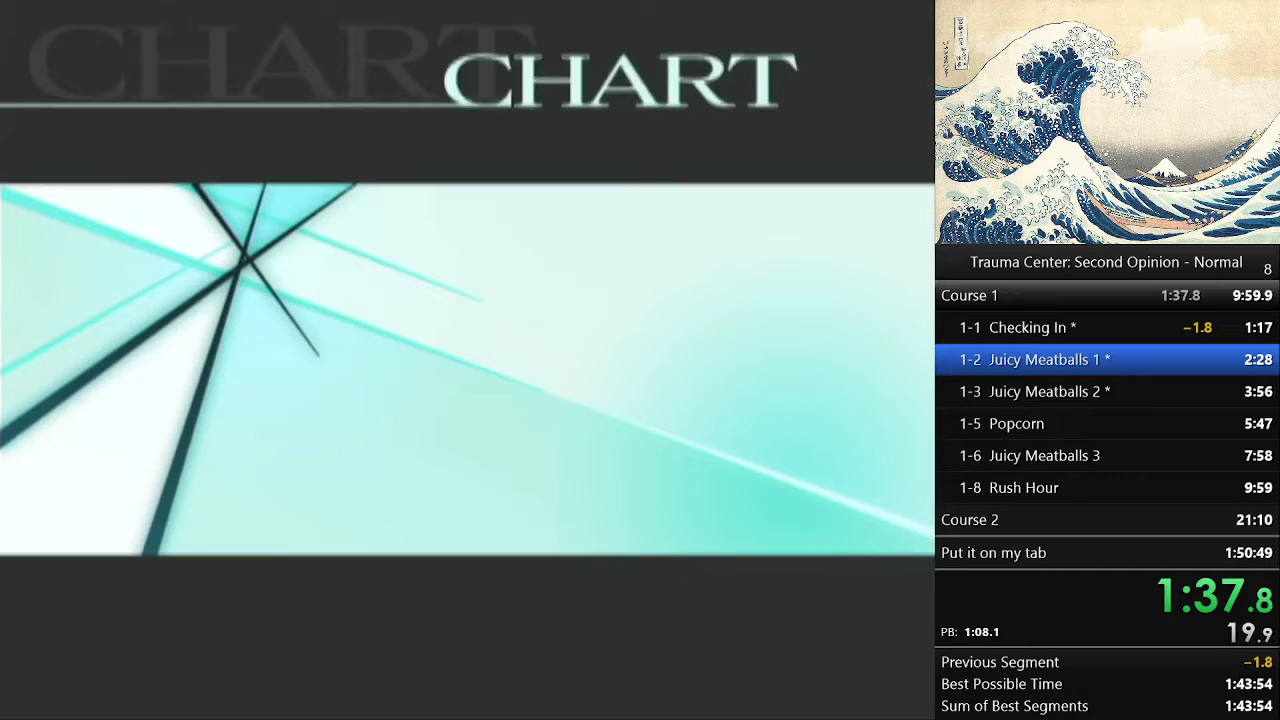 CHART
CHART
Trauma Center: Second Opinion - Normal 8
Course 1 1:37.8 9:59.9
1-1 Checking In * −1.8 1:17
1-2 Juicy Meatballs 1 * 2:28
1-3 Juicy Meatballs 2 * 3:56
1-5 Popcorn 5:47
1-6 Juicy Meatballs 3 7:58
1-8 Rush Hour 9:59
Course 2 21:10
Put it on my tab 1:50:49
1:37.8
PB: 1:08.1 19.9
Previous Segment −1.8
Best Possible Time 1:43:54
Sum of Best Segments 1:43:54